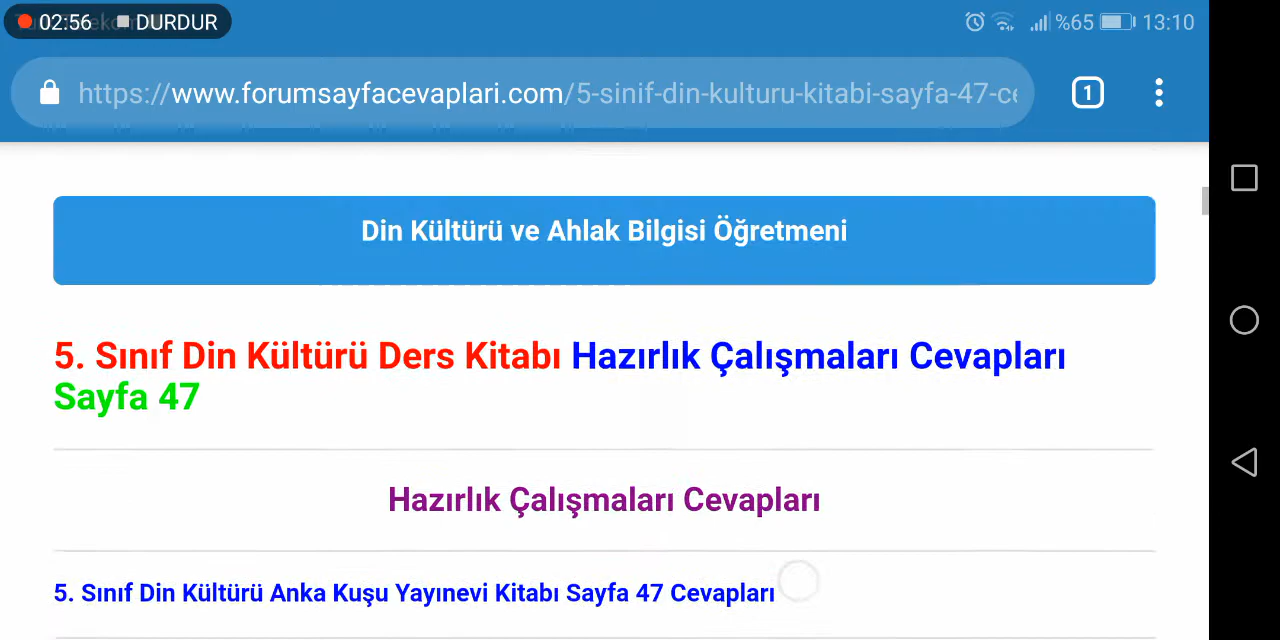 02:56 DURDUR %65 13:10
https://www.forumsayfacevaplari.com/5-sinif-din-kulturu-kitabi-sayfa-47-ce
1
Din Kültürü ve Ahlak Bilgisi Öğretmeni
5. Sınıf Din Kültürü Ders Kitabı Hazırlık Çalışmaları Cevapları
Sayfa 47
Hazırlık Çalışmaları Cevapları
5. Sınıf Din Kültürü Anka Kuşu Yayınevi Kitabı Sayfa 47 Cevapları